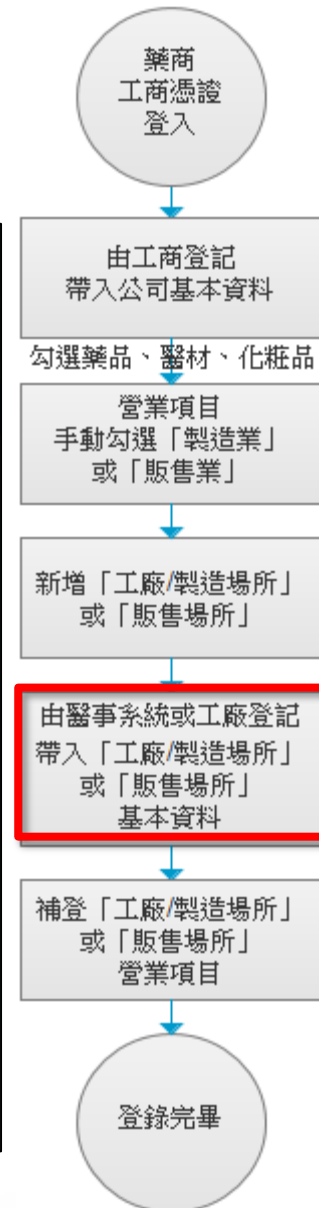 藥商
工商憑證
登入
由工商登記
帶入公司基本資料
勾選藥品、醫材、化粧品
營業項目
手動勾選「製造業」
或「販售業」
新增「工廠/製造場所」
或「販售場所」
由醫事系統或工廠登記
帶入「工廠/製造場所」
或「販售場所」
基本資料
補登「工廠/製造場所」
或「販售場所」
營業項目
登錄完畢